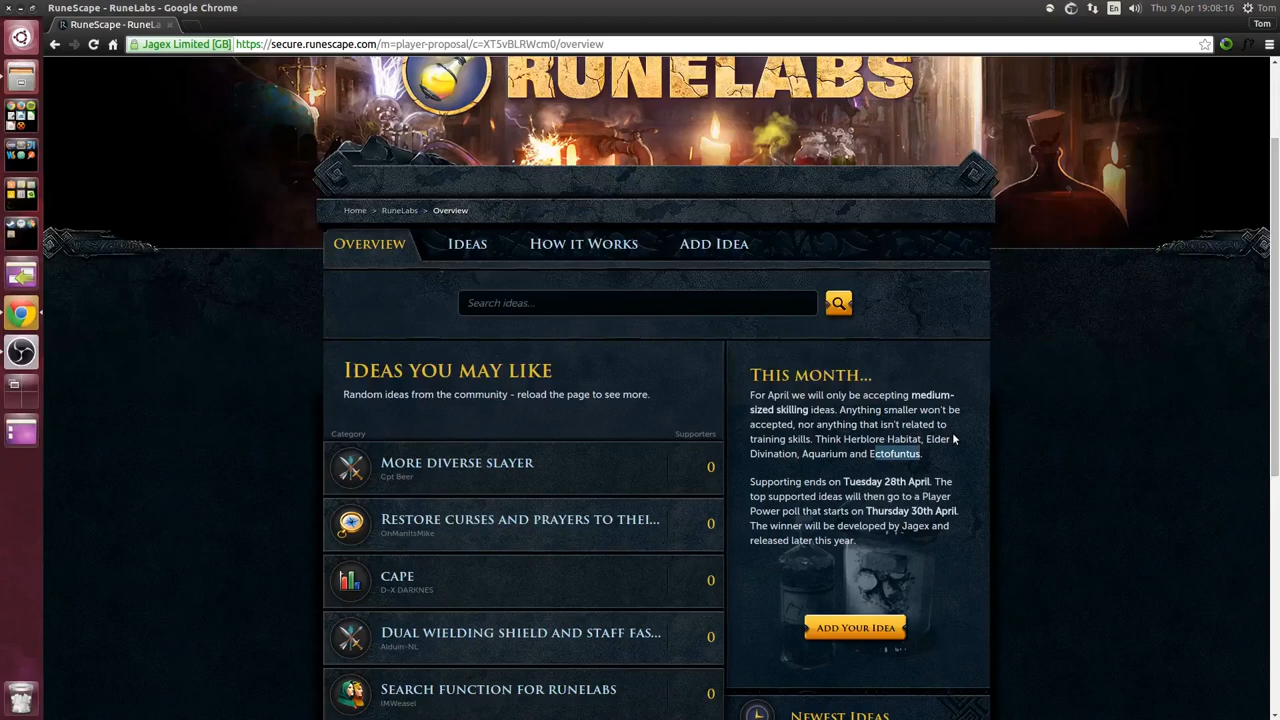 RuneScape - RuneLabs - Google Chrome
En
Thu 9 Apr 19:08:16
Tom
RuneScape - RuneLa
Tom
Jagex Limited [GB]
https://secure.runescape.com/m=player-proposal/c=XT5vBLRWcm0/overview
RUNELABS
Home > RuneLabs > Overview
Overview
Ideas
How it Works
Add Idea
Search ideas...
Ideas you may like
Random ideas from the community - reload the page to see more.
Category
Supporters
More diverse slayer
Cpt Beer
0
Restore curses and prayers to thei...
OhManItsMike
0
cape
D-X DARKNES
0
Dual wielding shield and staff fas...
Alduin-NL
0
Search function for runelabs
IMWeasel
0
This month...
For April we will only be accepting medium-
sized skilling ideas. Anything smaller won't be
accepted, nor anything that isn't related to
training skills. Think Herblore Habitat, Elder
Divination, Aquarium and Ectofuntus.
Supporting ends on Tuesday 28th April. The
top supported ideas will then go to a Player
Power poll that starts on Thursday 30th April.
The winner will be developed by Jagex and
released later this year.
Add Your Idea
Newest Ideas